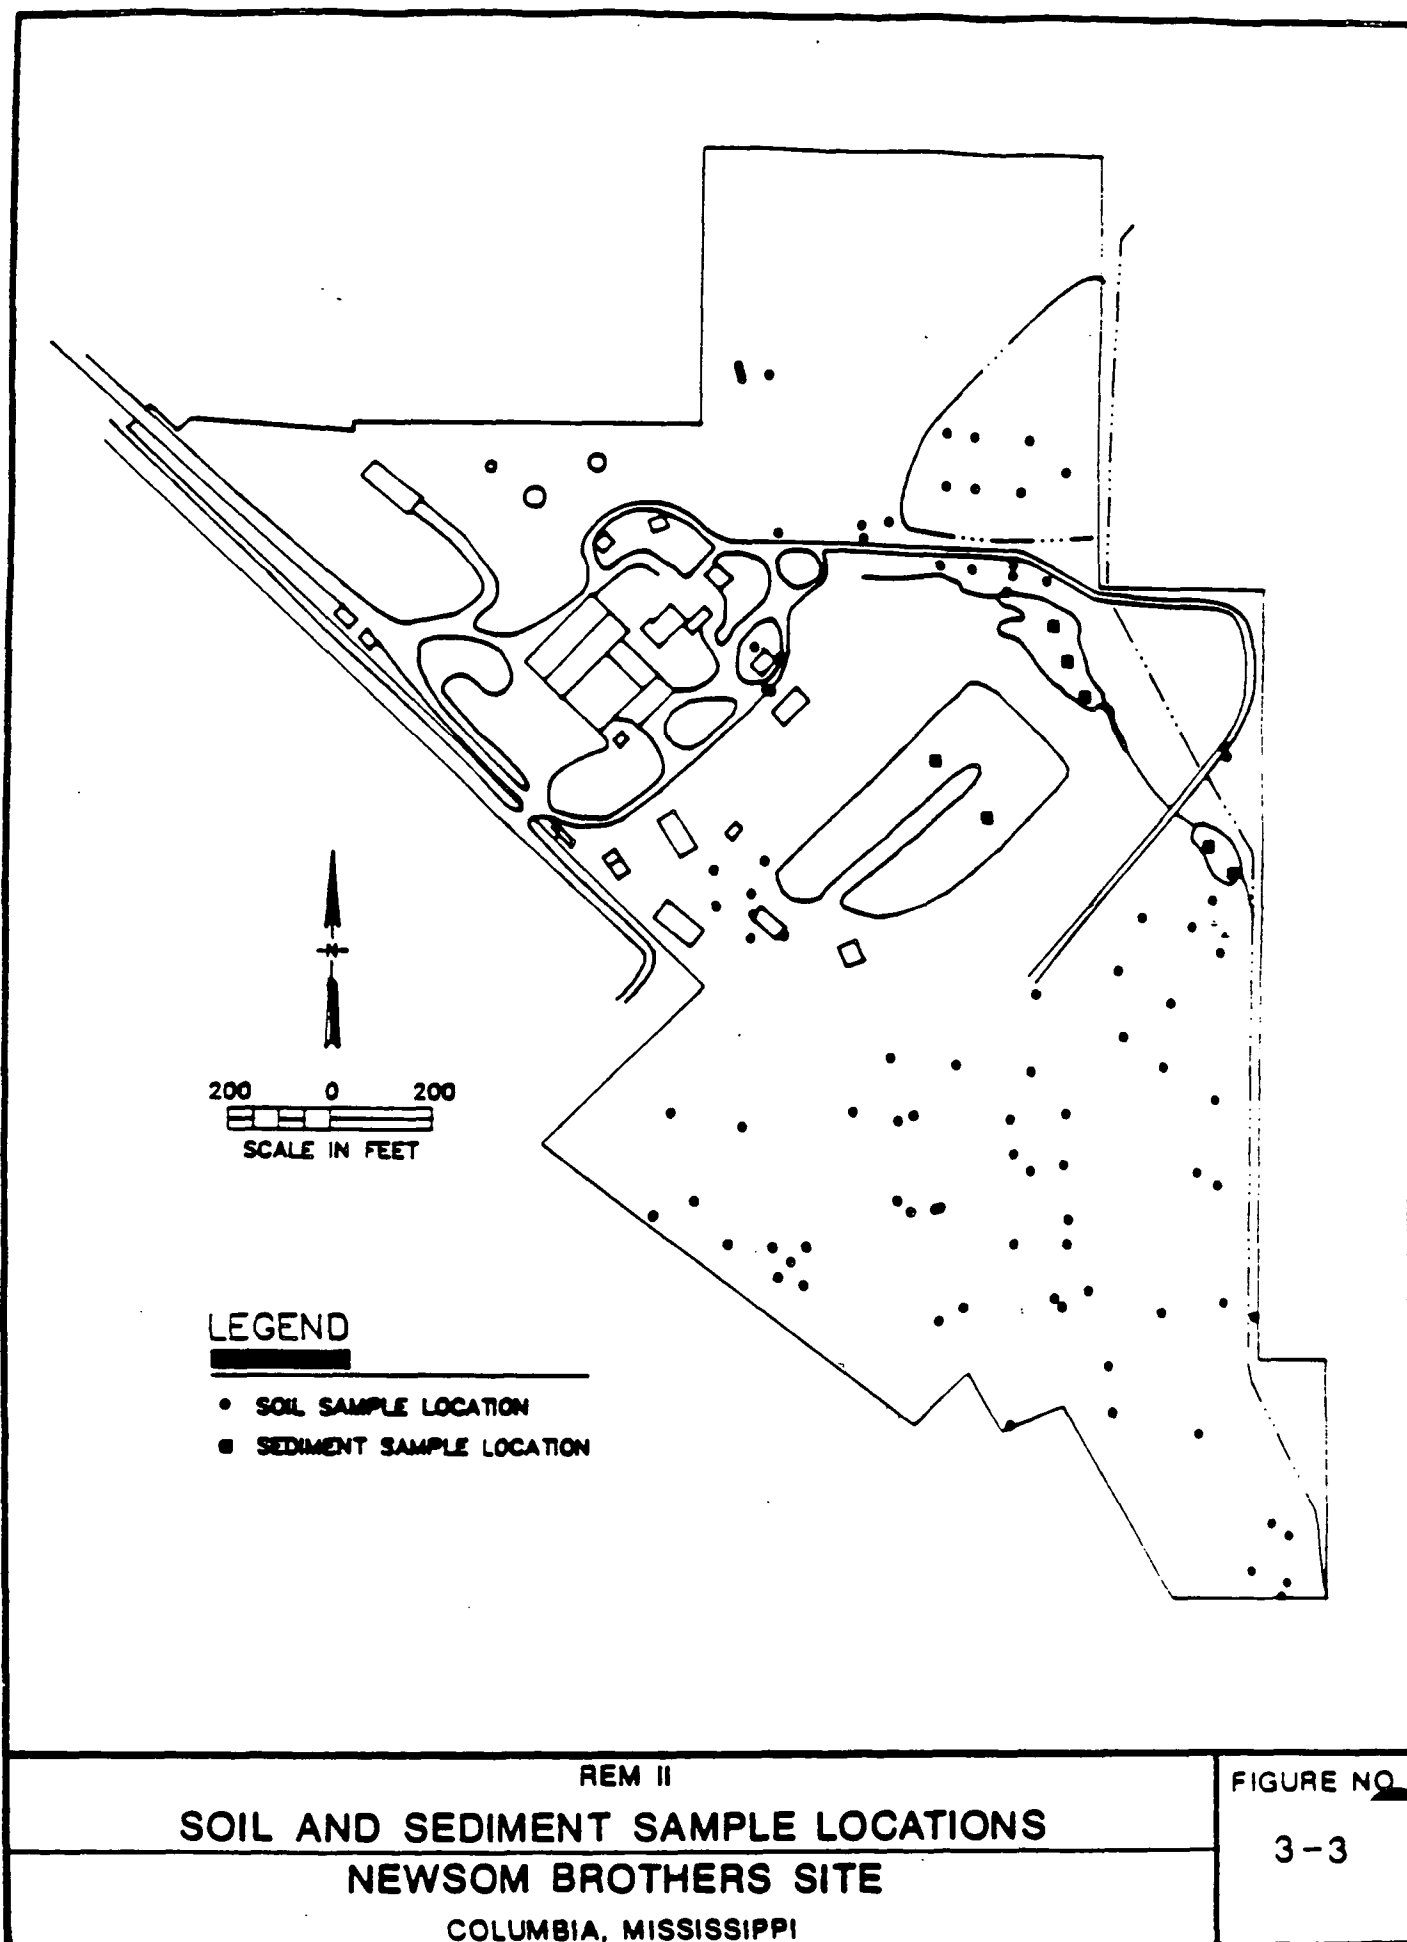 N
200 0 200
SCALE IN FEET
LEGEND
SOIL SAMPLE LOCATION
SEDIMENT SAMPLE LOCATION
REM II
SOIL AND SEDIMENT SAMPLE LOCATIONS
NEWSOM BROTHERS SITE
COLUMBIA, MISSISSIPPI
FIGURE NO
3-3